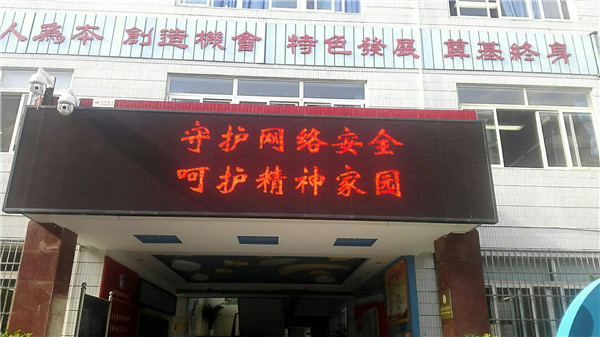 人為本 創造機會 特色發展 奠基終身
守护网络安全
呵护精神家园